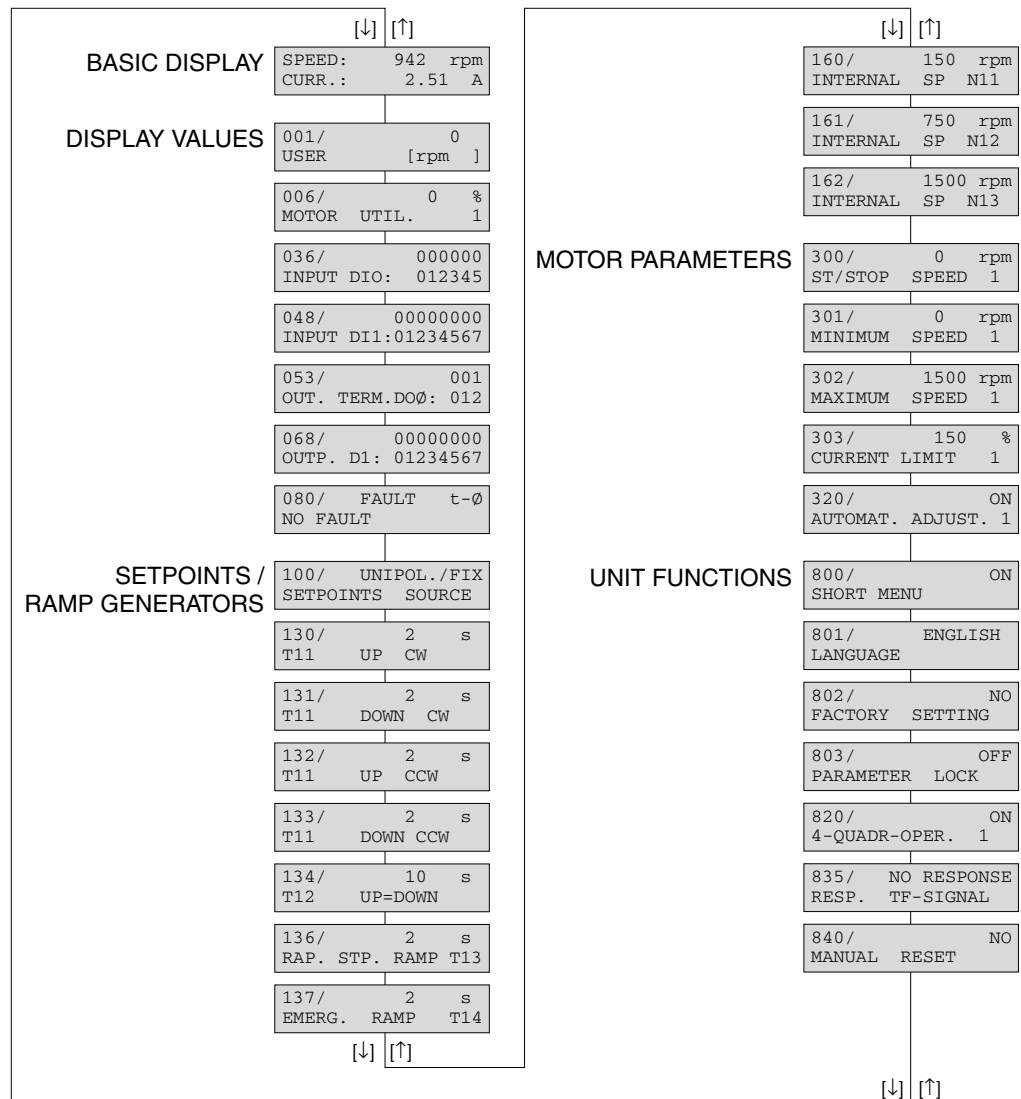 [↓] [↑]
BASIC DISPLAY
SPEED: 942 rpm
CURR.: 2.51 A
DISPLAY VALUES
001/ 0
USER [rpm ]
006/ 0 %
MOTOR UTIL. 1
036/ 000000
INPUT DIO: 012345
048/ 00000000
INPUT DI1:01234567
053/ 001
OUT. TERM.DOØ: 012
068/ 00000000
OUTP. D1: 01234567
080/ FAULT t-Ø
NO FAULT
SETPOINTS /
RAMP GENERATORS
100/ UNIPOL./FIX
SETPOINTS SOURCE
130/ 2 s
T11 UP CW
131/ 2 s
T11 DOWN CW
132/ 2 s
T11 UP CCW
133/ 2 s
T11 DOWN CCW
134/ 10 s
T12 UP=DOWN
136/ 2 s
RAP. STP. RAMP T13
137/ 2 s
EMERG. RAMP T14
[↓] [↑]
[↓] [↑]
160/ 150 rpm
INTERNAL SP N11
161/ 750 rpm
INTERNAL SP N12
162/ 1500 rpm
INTERNAL SP N13
MOTOR PARAMETERS
300/ 0 rpm
ST/STOP SPEED 1
301/ 0 rpm
MINIMUM SPEED 1
302/ 1500 rpm
MAXIMUM SPEED 1
303/ 150 %
CURRENT LIMIT 1
320/ ON
AUTOMAT. ADJUST. 1
UNIT FUNCTIONS
800/ ON
SHORT MENU
801/ ENGLISH
LANGUAGE
802/ NO
FACTORY SETTING
803/ OFF
PARAMETER LOCK
820/ ON
4-QUADR-OPER. 1
835/ NO RESPONSE
RESP. TF-SIGNAL
840/ NO
MANUAL RESET
[↓] [↑]